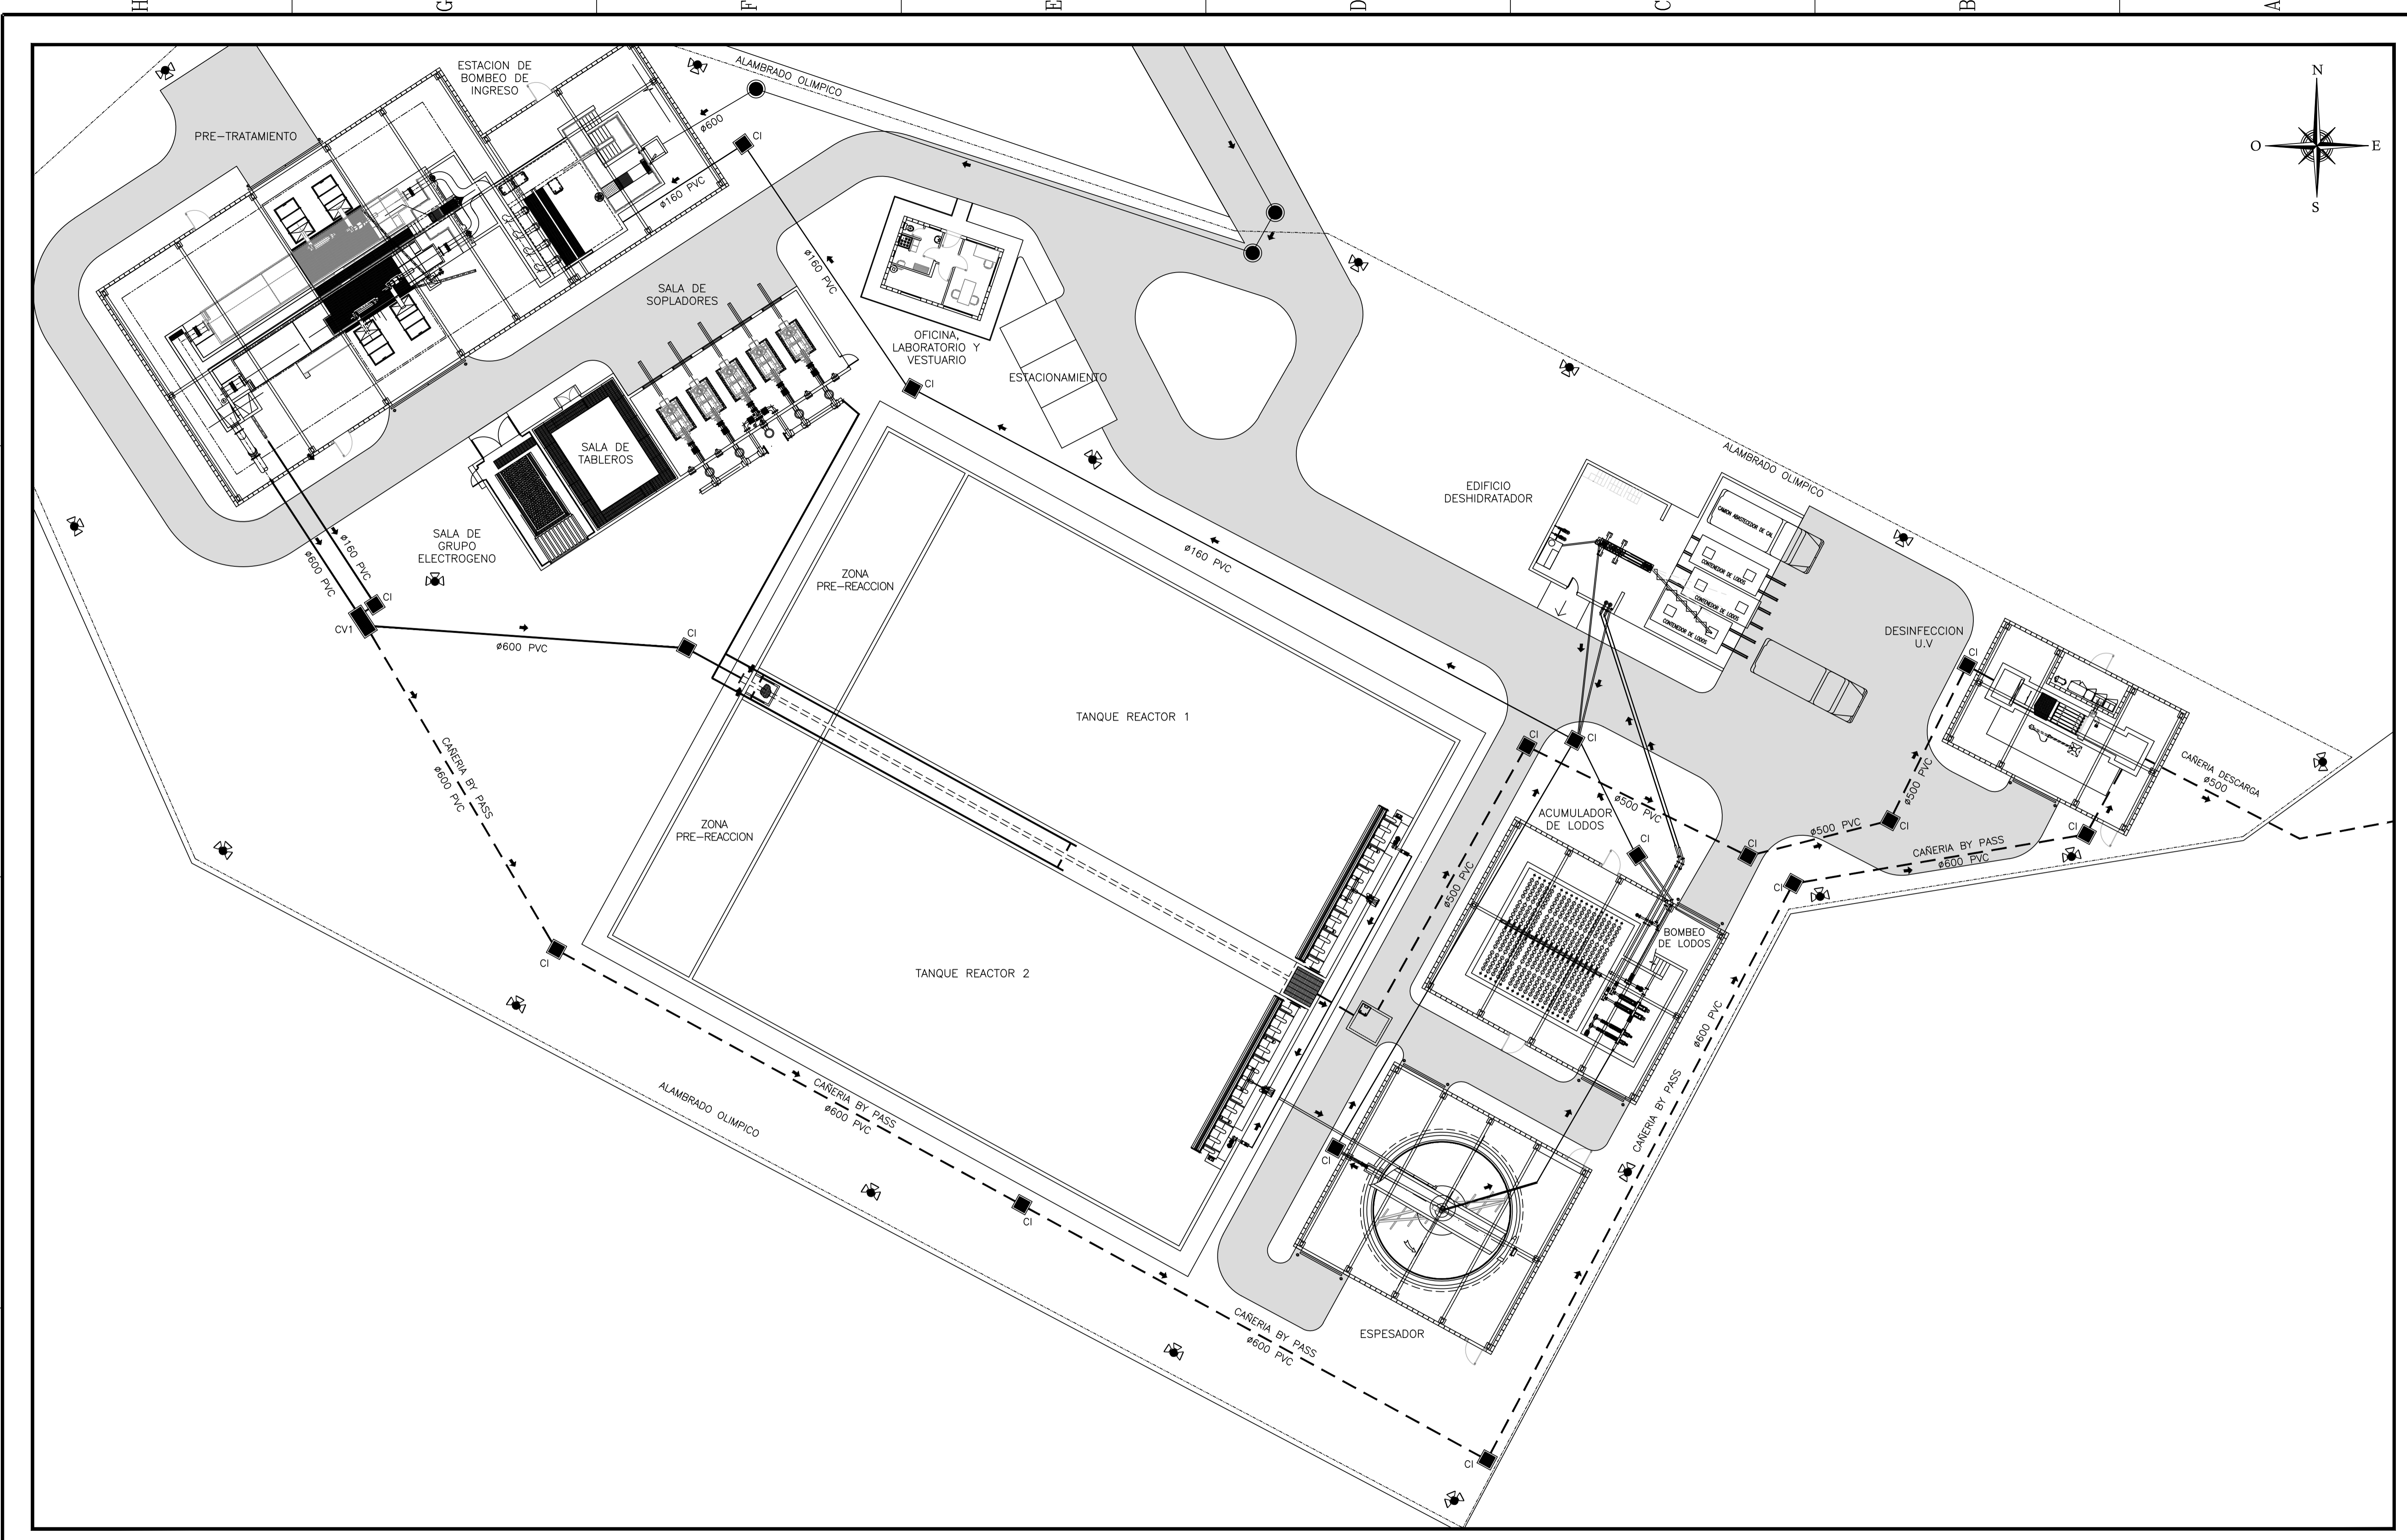 H G F E D C B A
ESTACION DE
BOMBEO DE
INGRESO
ALAMBRADO OLIMPICO
PRE-TRATAMIENTO
ø600
CI
ø160 PVC
N
O E
S
ø160 PVC
SALA DE
SOPLADORES
OFICINA,
LABORATORIO Y
VESTUARIO
CI
ESTACIONAMIENTO
SALA DE
TABLEROS
ALAMBRADO OLIMPICO
EDIFICIO
DESHIDRATADOR
CAMION ABASTECEDOR DE CAL
CONTENEDOR DE LODOS
CONTENEDOR DE LODOS
CONTENEDOR DE LODOS
SALA DE
GRUPO
ELECTROGENO
ø160 PVC
ø600 PVC
ø160 PVC
ZONA
PRE-REACCION
CI
CV1
CI
ø600 PVC
DESINFECCION
U.V
CI
TANQUE REACTOR 1
CI
CI
CAÑERIA BY PASS
ø600 PVC
CAÑERIA DESCARGA
ø500
ø500 PVC
ø500 PVC
ACUMULADOR
DE LODOS
ZONA
PRE-REACCION
CI
CI
ø500 PVC
CI
CAÑERIA BY PASS
ø600 PVC
CI
CI
ø500 PVC
BOMBEO
DE LODOS
CI
TANQUE REACTOR 2
ø600 PVC
CAÑERIA BY PASS
CAÑERIA BY PASS
ø600 PVC
ALAMBRADO OLIMPICO
CI
CI
CAÑERIA BY PASS
ø600 PVC
ESPESADOR
CI